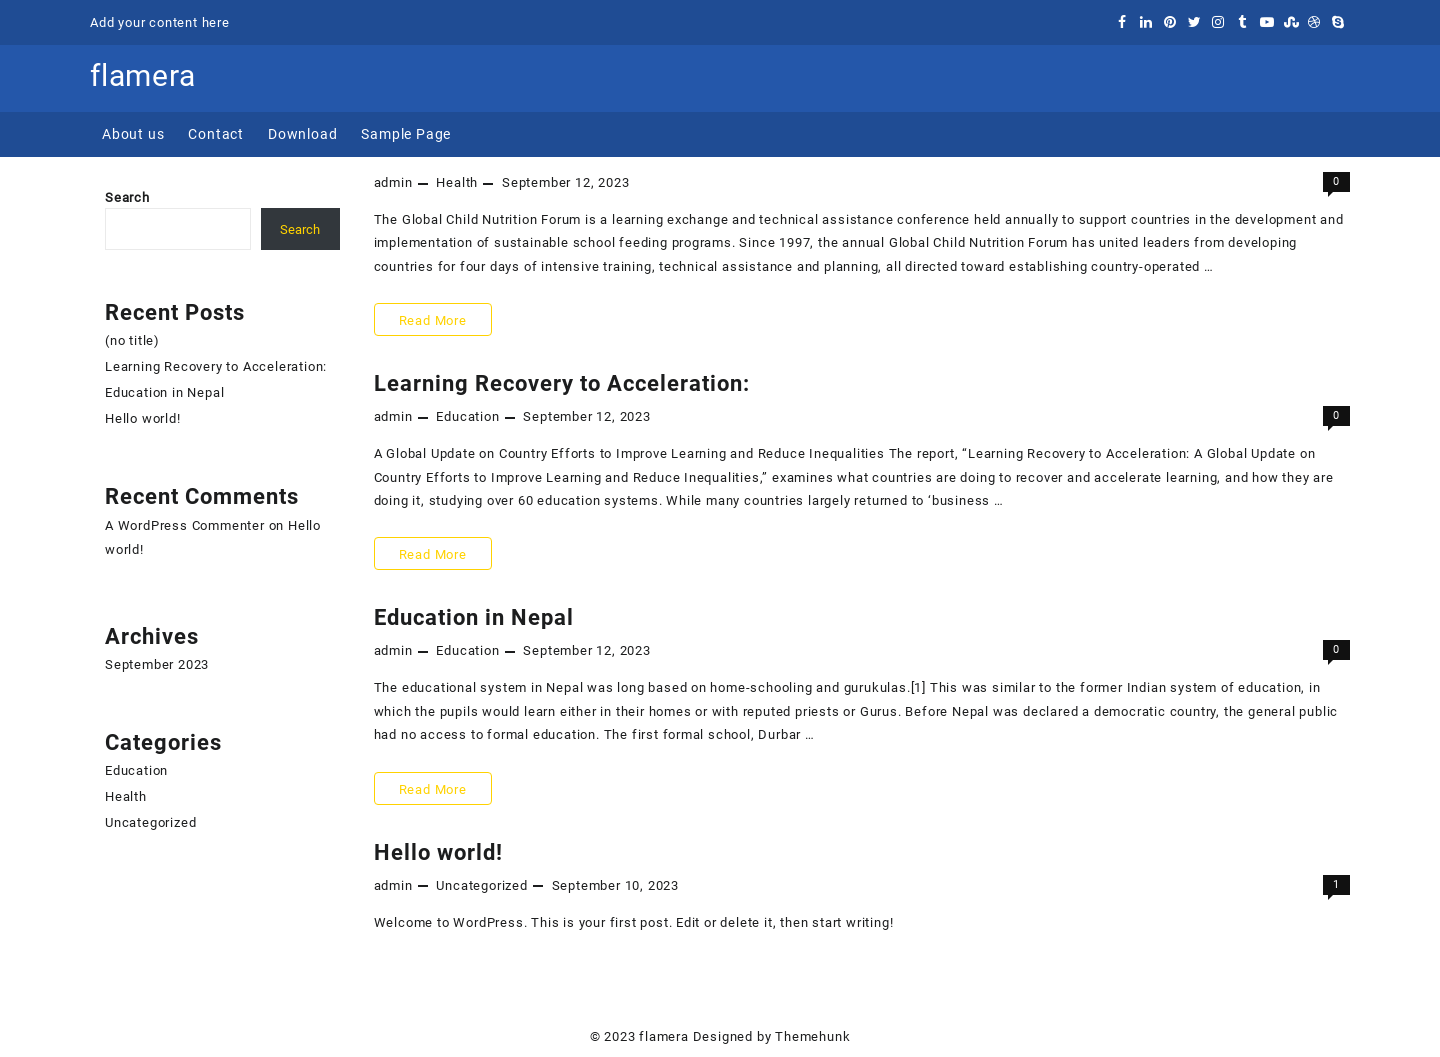 Add your content here
flamera
About us Contact Download Sample Page
Search
Search
Recent Posts
(no title)
Learning Recovery to Acceleration:
Education in Nepal
Hello world!
Recent Comments
A WordPress Commenter on Hello
world!
Archives
September 2023
Categories
Education
Health
Uncategorized
admin — Health — September 12, 2023 0
The Global Child Nutrition Forum is a learning exchange and technical assistance conference held annually to support countries in the development and
implementation of sustainable school feeding programs. Since 1997, the annual Global Child Nutrition Forum has united leaders from developing
countries for four days of intensive training, technical assistance and planning, all directed toward establishing country-operated …
Read More
Learning Recovery to Acceleration:
admin — Education — September 12, 2023 0
A Global Update on Country Efforts to Improve Learning and Reduce Inequalities The report, “Learning Recovery to Acceleration: A Global Update on
Country Efforts to Improve Learning and Reduce Inequalities,” examines what countries are doing to recover and accelerate learning, and how they are
doing it, studying over 60 education systems. While many countries largely returned to ‘business …
Read More
Education in Nepal
admin — Education — September 12, 2023 0
The educational system in Nepal was long based on home-schooling and gurukulas.[1] This was similar to the former Indian system of education, in
which the pupils would learn either in their homes or with reputed priests or Gurus. Before Nepal was declared a democratic country, the general public
had no access to formal education. The first formal school, Durbar …
Read More
Hello world!
admin — Uncategorized — September 10, 2023 1
Welcome to WordPress. This is your first post. Edit or delete it, then start writing!
© 2023 flamera Designed by Themehunk